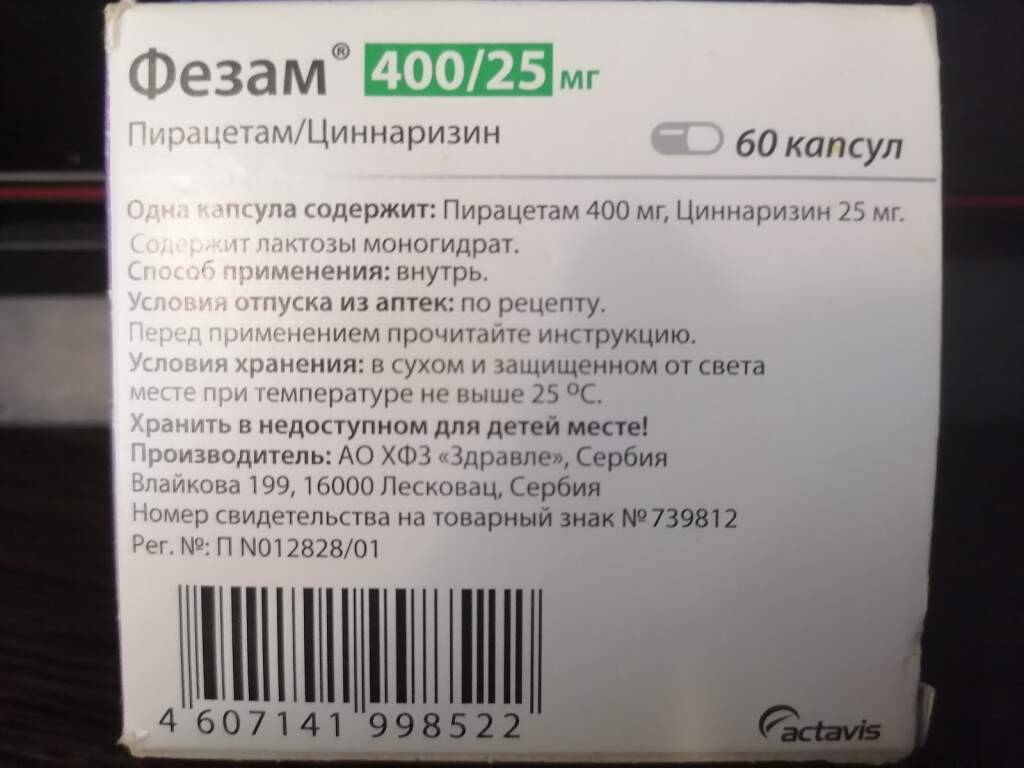 Фезам® 400/25 мг
Пирацетам/Циннаризин
60 капсул
Одна капсула содержит: Пирацетам 400 мг, Циннаризин 25 мг.
Содержит лактозы моногидрат.
Способ применения: внутрь.
Условия отпуска из аптек: по рецепту.
Перед применением прочитайте инструкцию.
Условия хранения: в сухом и защищенном от света
месте при температуре не выше 25 ºС.
Хранить в недоступном для детей месте!
Производитель: АО ХФЗ «Здравле», Сербия
Влайкова 199, 16000 Лесковац, Сербия
Номер свидетельства на товарный знак № 739812
Рег. №: П N012828/01
4 607141 998522
actavis